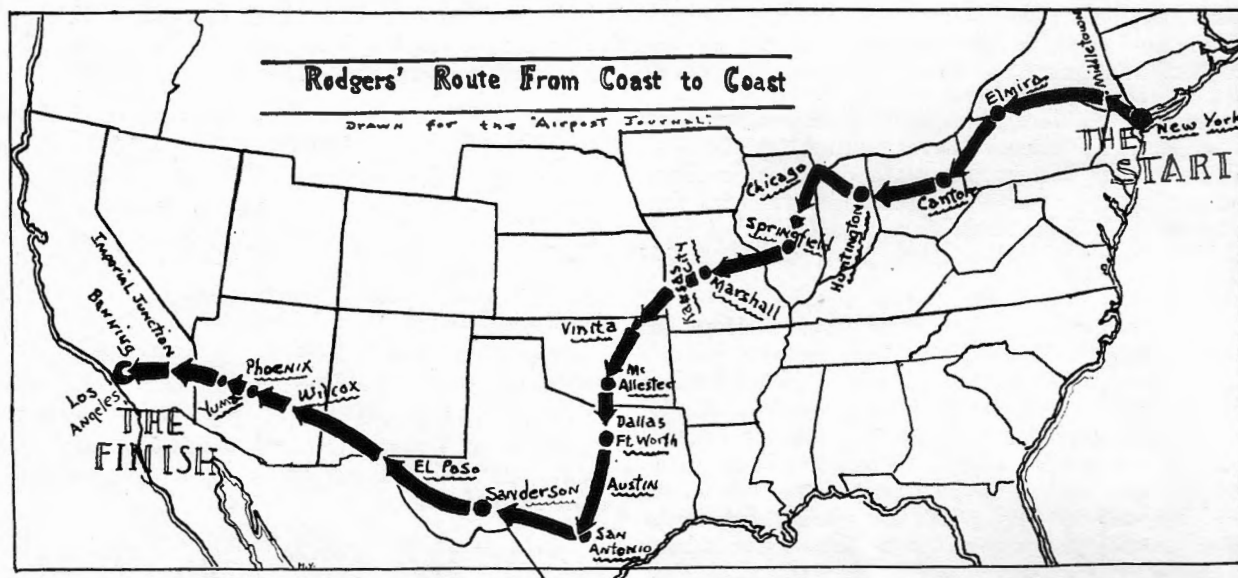 Rodgers' Route From Coast to Coast
Drawn for the "Airpost Journal".
Middletown
Elmira
New York
THE
START
Canton
Huntington
Chicago
Springfield
Marshall
Kansas
City
Vinita
Mc
Allester
Dallas
Ft Worth
Austin
San
Antonio
Sanderson
EL Paso
Wilcox
Phoenix
Yuma
Imperial Junction
Banning
Los
Angeles
THE
FINISH
H.Y.